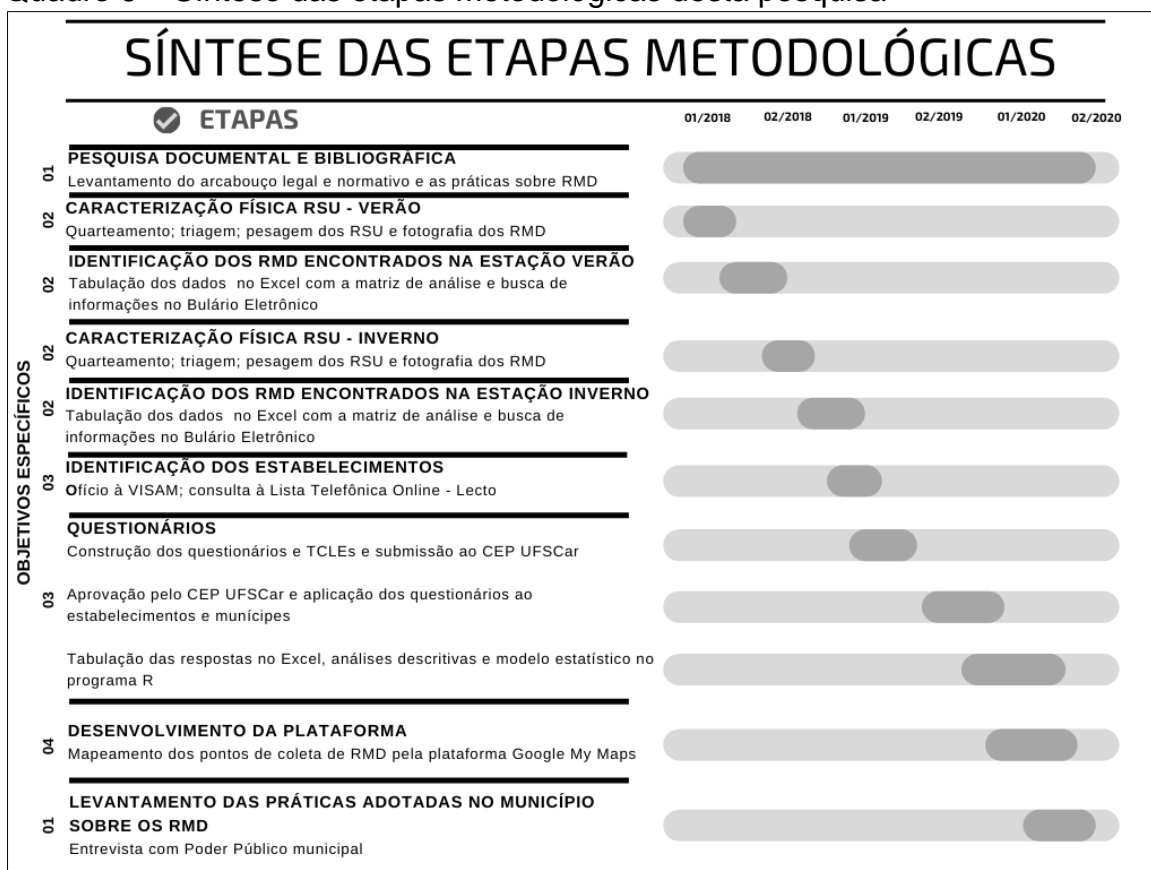 SÍNTESE DAS ETAPAS METODOLÓGICAS
ETAPAS
01/2018 02/2018 01/2019 02/2019 01/2020 02/2020
OBJETIVOS ESPECÍFICOS
01
PESQUISA DOCUMENTAL E BIBLIOGRÁFICA
Levantamento do arcabouço legal e normativo e as práticas sobre RMD
02
CARACTERIZAÇÃO FÍSICA RSU - VERÃO
Quarteamento; triagem; pesagem dos RSU e fotografia dos RMD
02
IDENTIFICAÇÃO DOS RMD ENCONTRADOS NA ESTAÇÃO VERÃO
Tabulação dos dados no Excel com a matriz de análise e busca de
informações no Bulário Eletrônico
02
CARACTERIZAÇÃO FÍSICA RSU - INVERNO
Quarteamento; triagem; pesagem dos RSU e fotografia dos RMD
02
IDENTIFICAÇÃO DOS RMD ENCONTRADOS NA ESTAÇÃO INVERNO
Tabulação dos dados no Excel com a matriz de análise e busca de
informações no Bulário Eletrônico
03
IDENTIFICAÇÃO DOS ESTABELECIMENTOS
Ofício à VISAM; consulta à Lista Telefônica Online - Lecto
03
QUESTIONÁRIOS
Construção dos questionários e TCLEs e submissão ao CEP UFSCar
Aprovação pelo CEP UFSCar e aplicação dos questionários ao
estabelecimentos e munícipes
Tabulação das respostas no Excel, análises descritivas e modelo estatístico no
programa R
04
DESENVOLVIMENTO DA PLATAFORMA
Mapeamento dos pontos de coleta de RMD pela plataforma Google My Maps
01
LEVANTAMENTO DAS PRÁTICAS ADOTADAS NO MUNICÍPIO
SOBRE OS RMD
Entrevista com Poder Público municipal